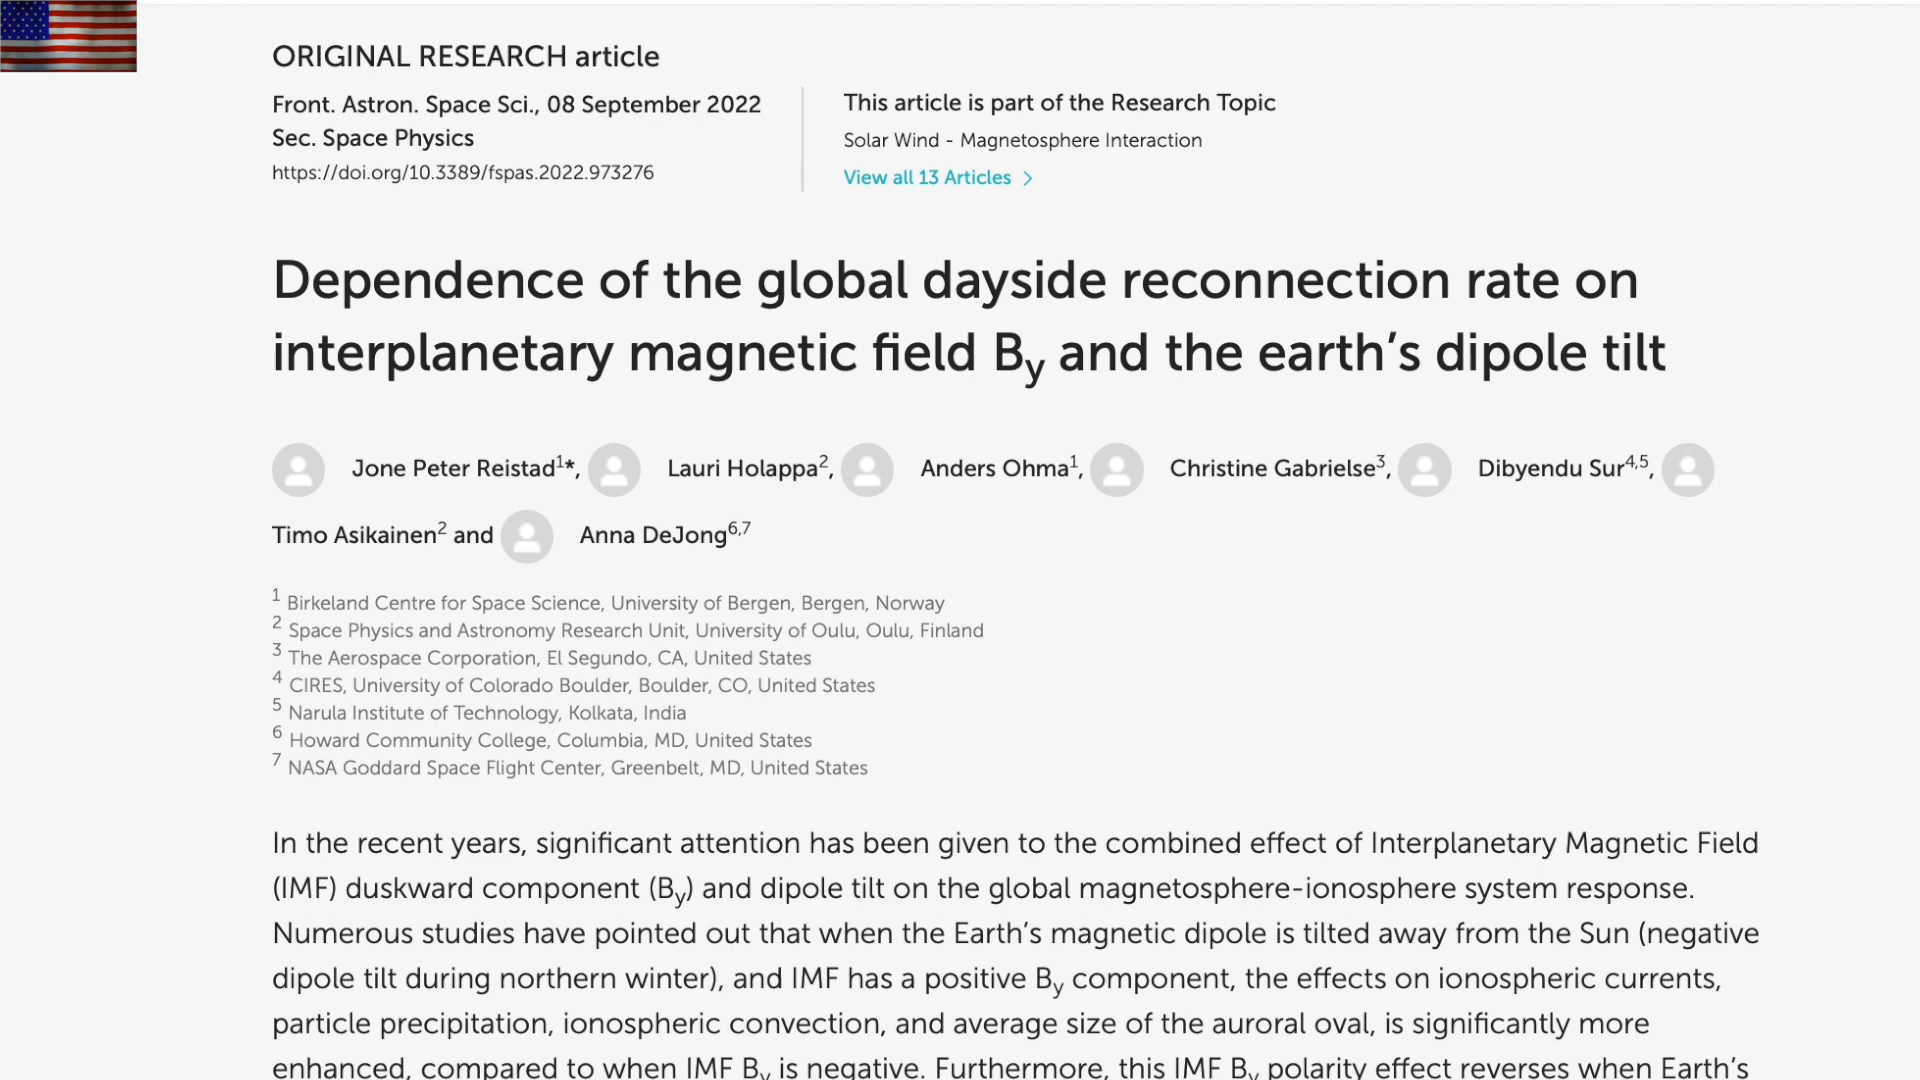 ORIGINAL RESEARCH article
Front. Astron. Space Sci., 08 September 2022
Sec. Space Physics
https://doi.org/10.3389/fspas.2022.973276
This article is part of the Research Topic
Solar Wind - Magnetosphere Interaction
View all 13 Articles >
Dependence of the global dayside reconnection rate on
interplanetary magnetic field By and the earth’s dipole tilt
Jone Peter Reistad1*, Lauri Holappa2, Anders Ohma1, Christine Gabrielse3, Dibyendu Sur4,5,
Timo Asikainen2 and Anna DeJong6,7
1 Birkeland Centre for Space Science, University of Bergen, Bergen, Norway
2 Space Physics and Astronomy Research Unit, University of Oulu, Oulu, Finland
3 The Aerospace Corporation, El Segundo, CA, United States
4 CIRES, University of Colorado Boulder, Boulder, CO, United States
5 Narula Institute of Technology, Kolkata, India
6 Howard Community College, Columbia, MD, United States
7 NASA Goddard Space Flight Center, Greenbelt, MD, United States
In the recent years, significant attention has been given to the combined effect of Interplanetary Magnetic Field
(IMF) duskward component (By) and dipole tilt on the global magnetosphere-ionosphere system response.
Numerous studies have pointed out that when the Earth’s magnetic dipole is tilted away from the Sun (negative
dipole tilt during northern winter), and IMF has a positive By component, the effects on ionospheric currents,
particle precipitation, ionospheric convection, and average size of the auroral oval, is significantly more
enhanced, compared to when IMF By is negative. Furthermore, this IMF By polarity effect reverses when Earth’s